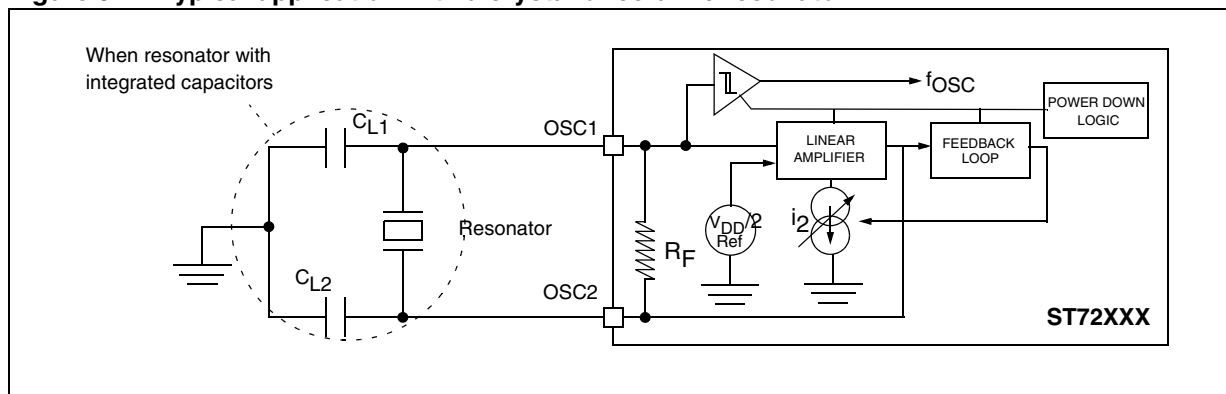 When resonator with
integrated capacitors
CL1
OSC1
fOSC
POWER DOWN
LOGIC
LINEAR
AMPLIFIER
FEEDBACK
LOOP
Resonator
RF
VDD/2
Ref
i2
CL2
OSC2
ST72XXX